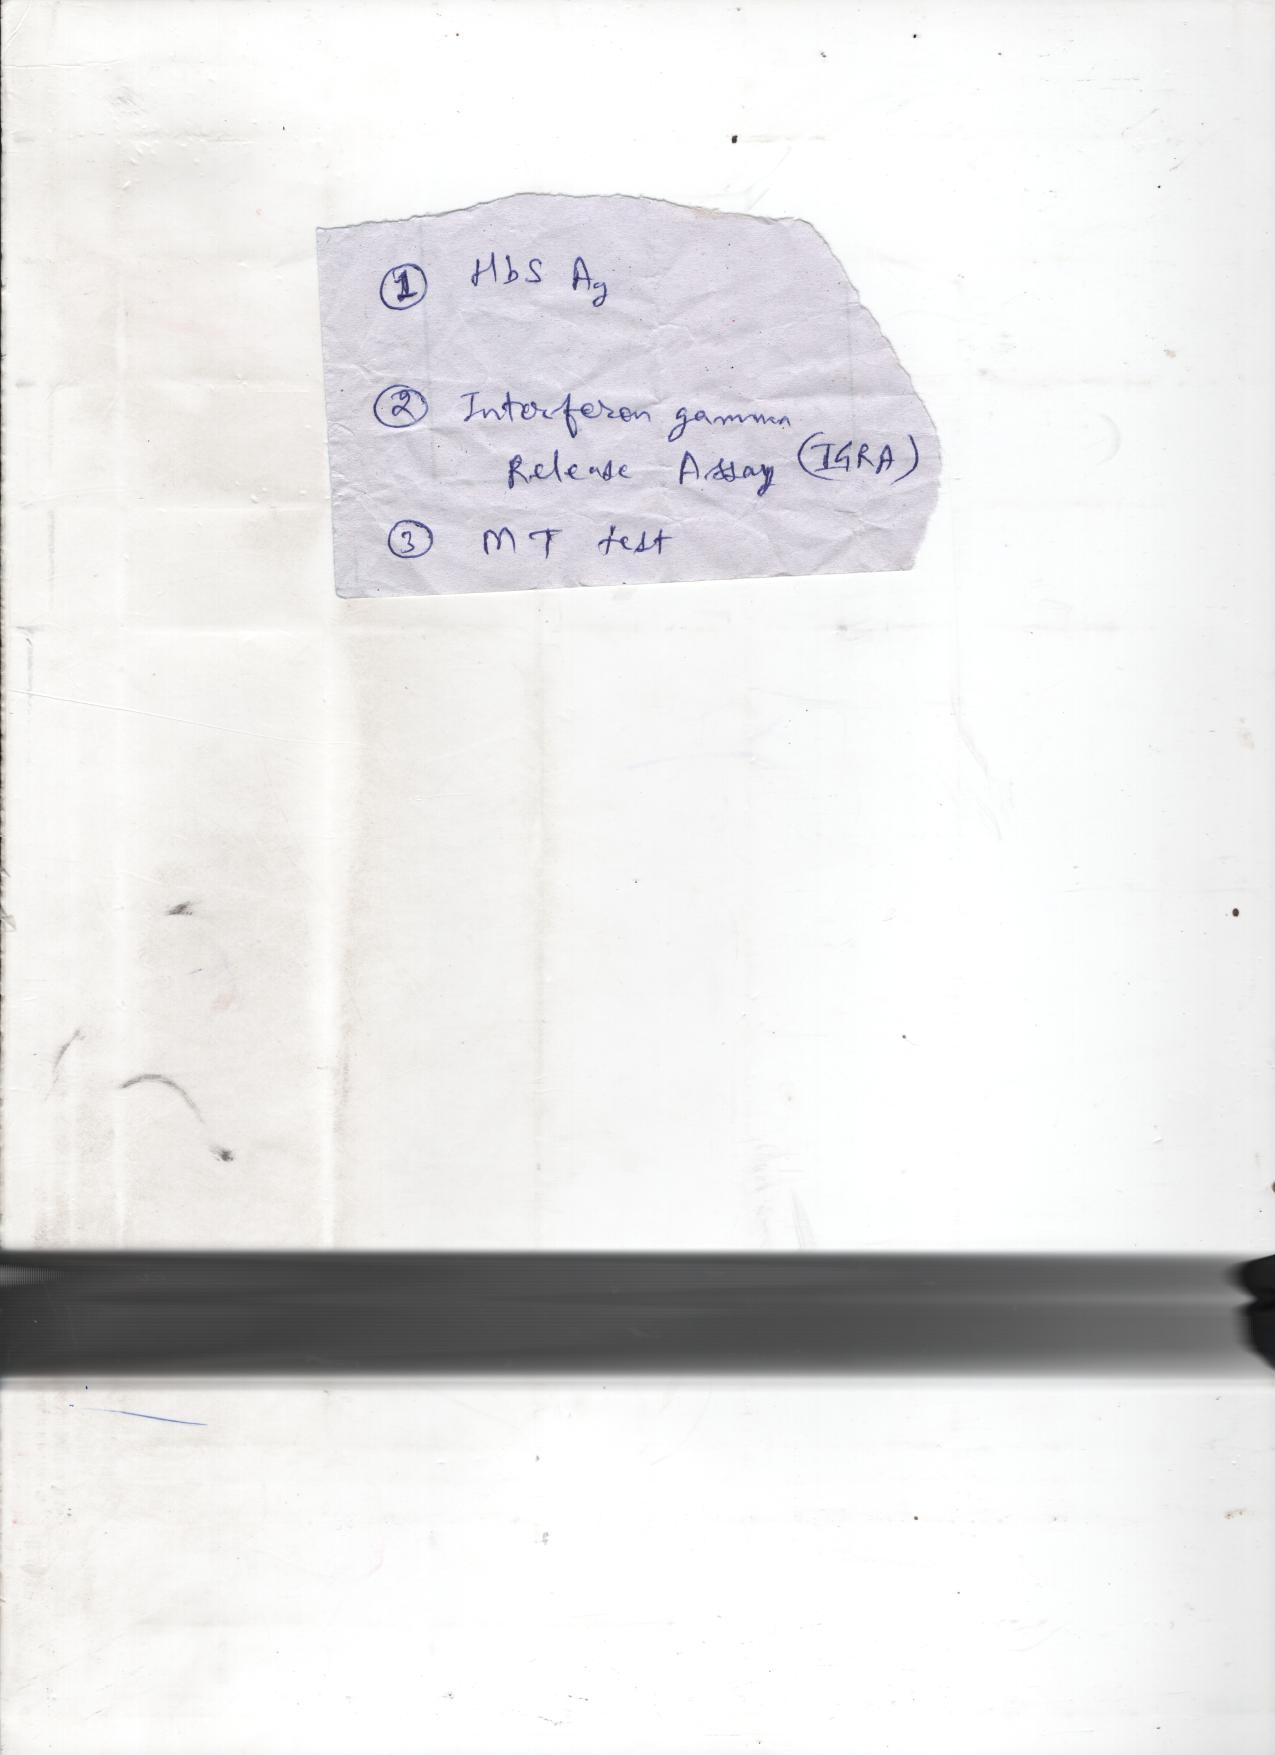 ① HbS Ag
② Interferon gamma
Release Assay (IGRA)
③ MT test